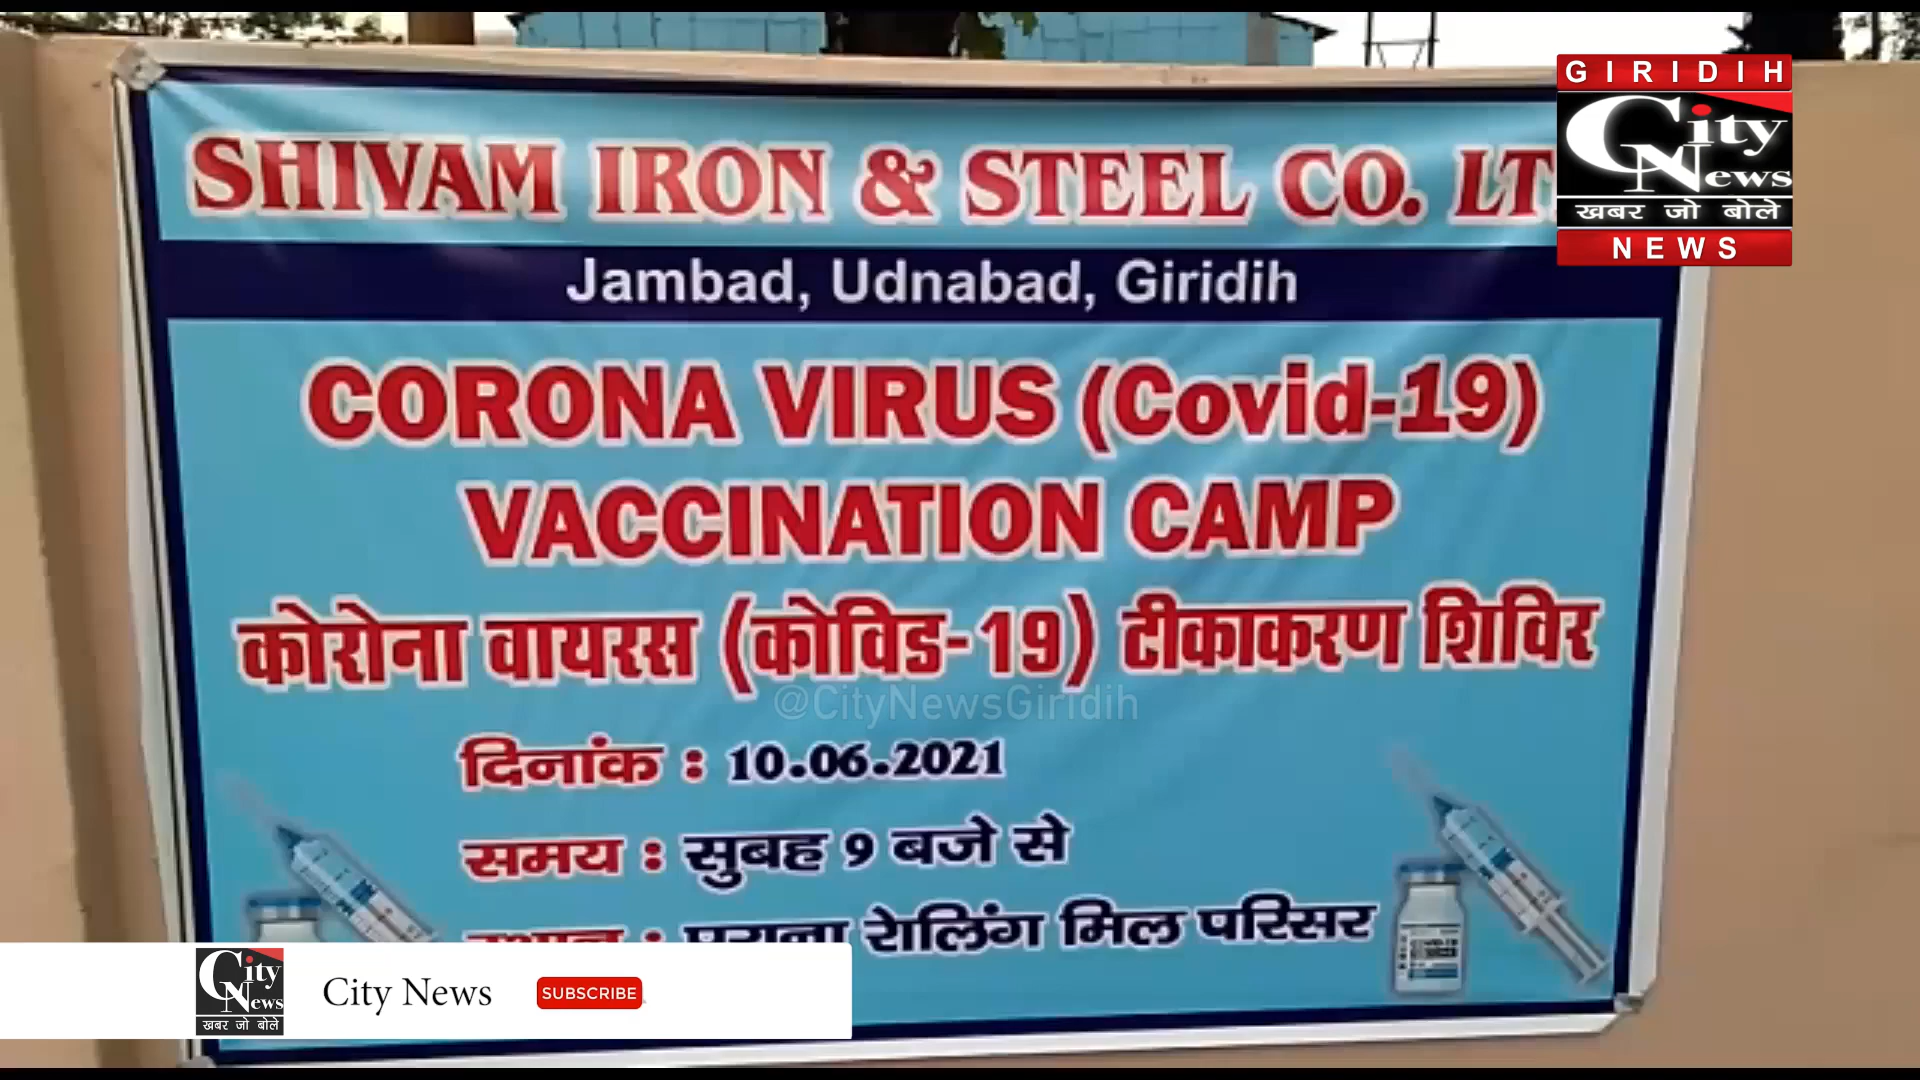 GIRIDIH
City News
खबर जो बोले
NEWS
SHIVAM IRON & STEEL CO.
Jambad, Udnabad, Giridih
CORONA VIRUS (Covid-19)
VACCINATION CAMP
कोरोना वायरस (कोविड-19) टीकाकरण शिविर
@CityNewsGiridih
दिनांक : 10.06.2021
समय : सुबह 9 बजे से
रोलिंग मिल परिसर
City News
खबर जो बोले
City News
SUBSCRIBE